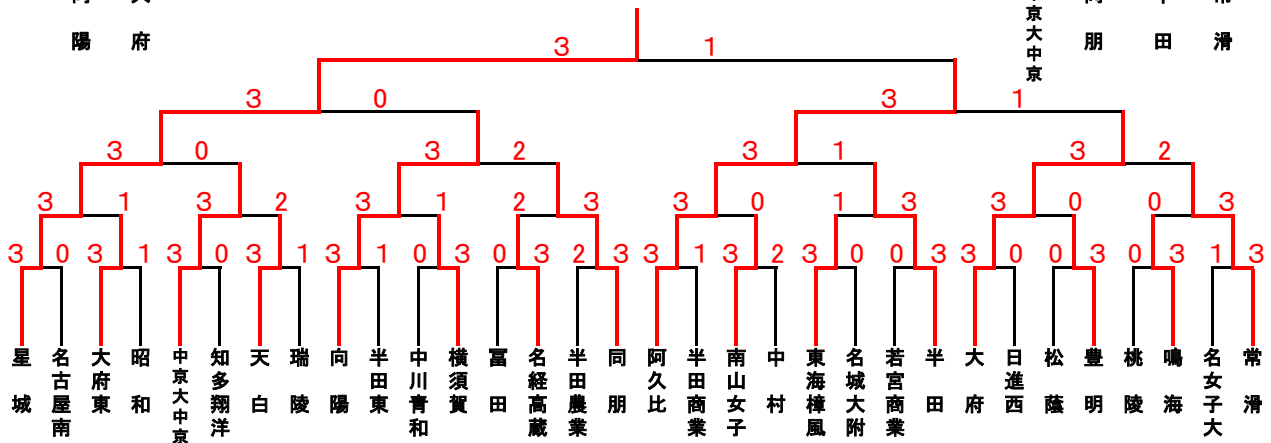 陽 府 京大中京 朋 田 滑
3 1
3 0 3 1
3 0 3 2 3 1 3 2
3 1 3 2 3 1 2 3 3 0 1 3 3 0 0 3
3 0 3 1 3 0 3 1 3 1 0 3 0 3 2 3 3 1 3 2 3 0 0 3 3 0 0 3 0 3 1 3
星城
名古屋南
大府東
昭和
中京大中京
知多翔洋
天白
瑞陵
向陽
半田東
中川青和
横須賀
冨田
名経高蔵
半田農業
同朋
阿久比
半田商業
南山女子
中村
東海樟風
名城大附
若宮商業
半田
大府
日進西
松蔭
豊明
桃陵
鳴海
名女子大
常滑